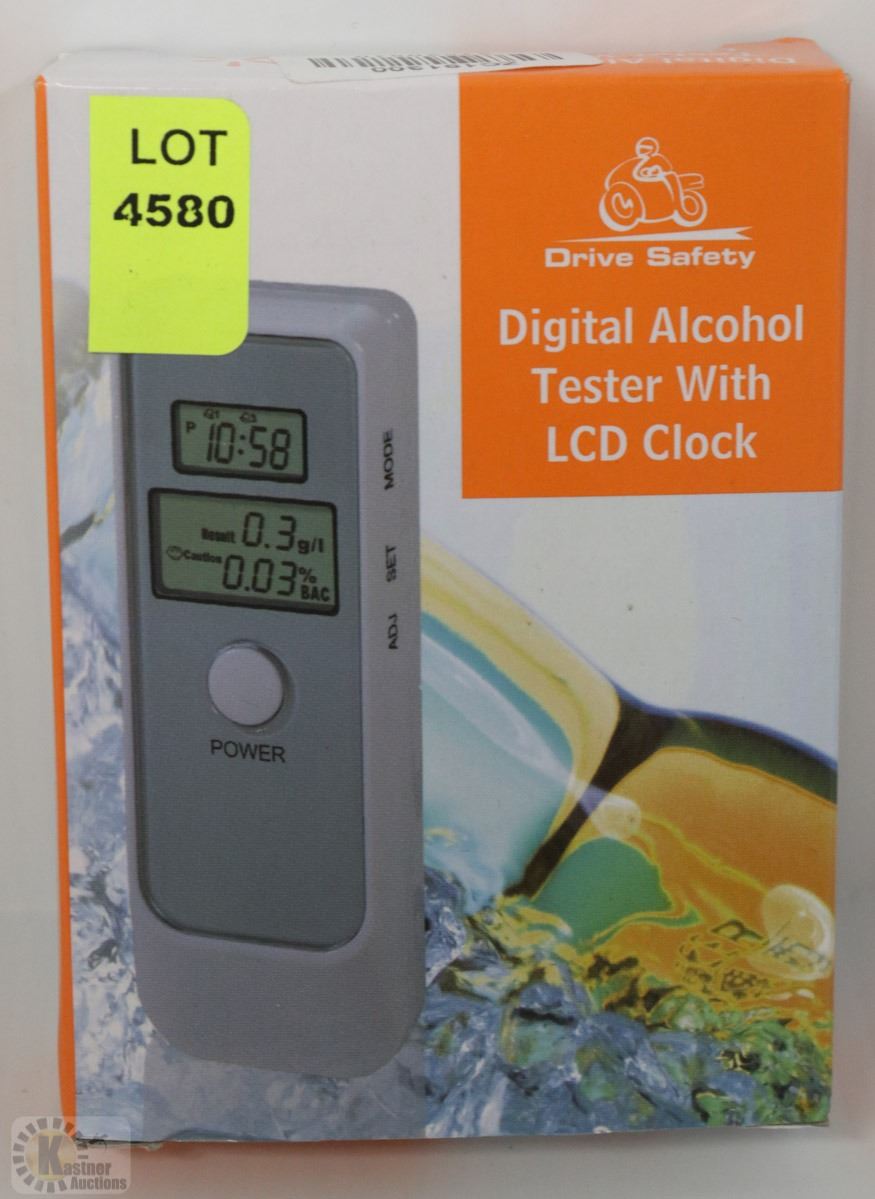 LOT
4580
Drive Safety
Digital Alcohol
Tester With
LCD Clock
P 10:58
MODE
Result 0.3 g/l
Caution 0.03 % BAC
SET
ADJ
POWER
Kastner
Auctions